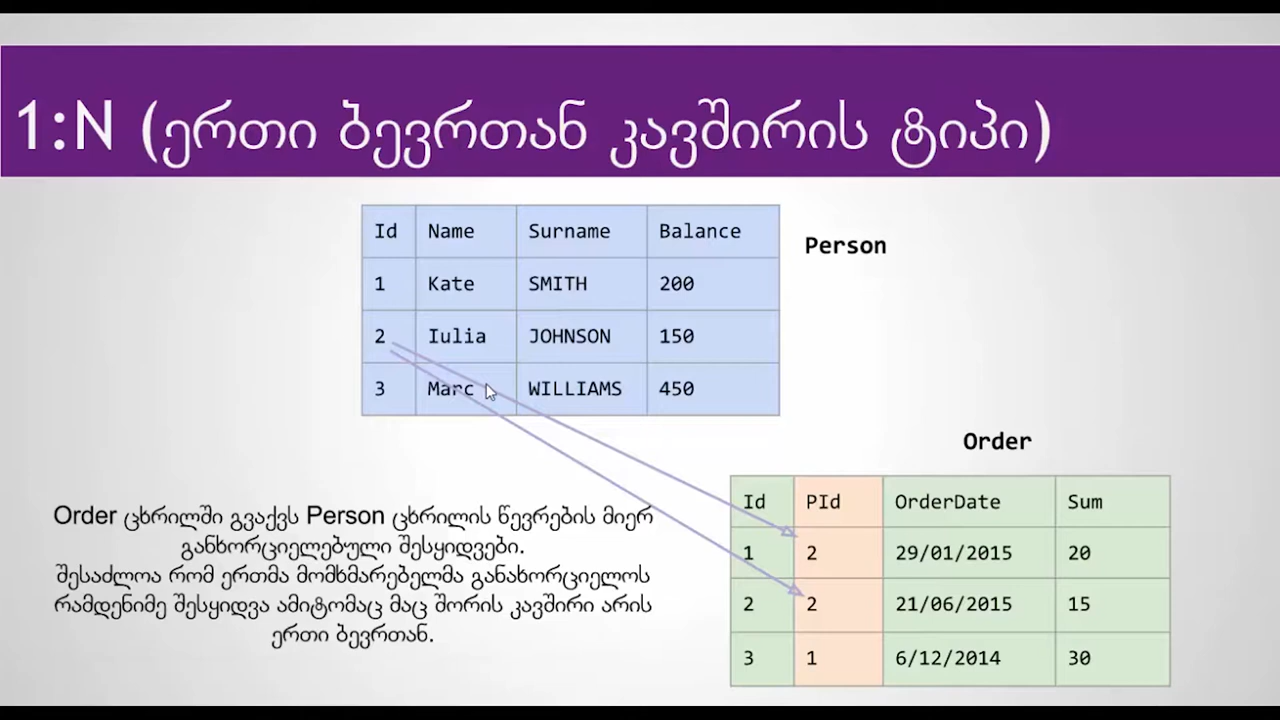 1:N (ერთი ბევრთან კავშირის ტიპი)
Person
Id Name Surname Balance
1 Kate SMITH 200
2 Iulia JOHNSON 150
3 Marc WILLIAMS 450
Order
Id PId OrderDate Sum
1 2 29/01/2015 20
2 2 21/06/2015 15
3 1 6/12/2014 30
Order ცხრილში გვაქვს Person ცხრილის წევრების მიერ
განხორციელებული შესყიდვები.
შესაძლოა რომ ერთმა მომხმარებელმა განახორციელოს
რამდენიმე შესყიდვა ამიტომაც მაც შორის კავშირი არის
ერთი ბევრთან.